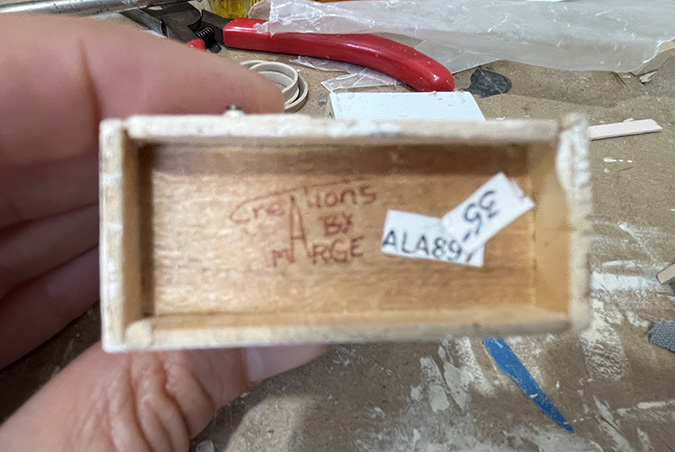 Creations
BY
MARGE
ALA89
35-